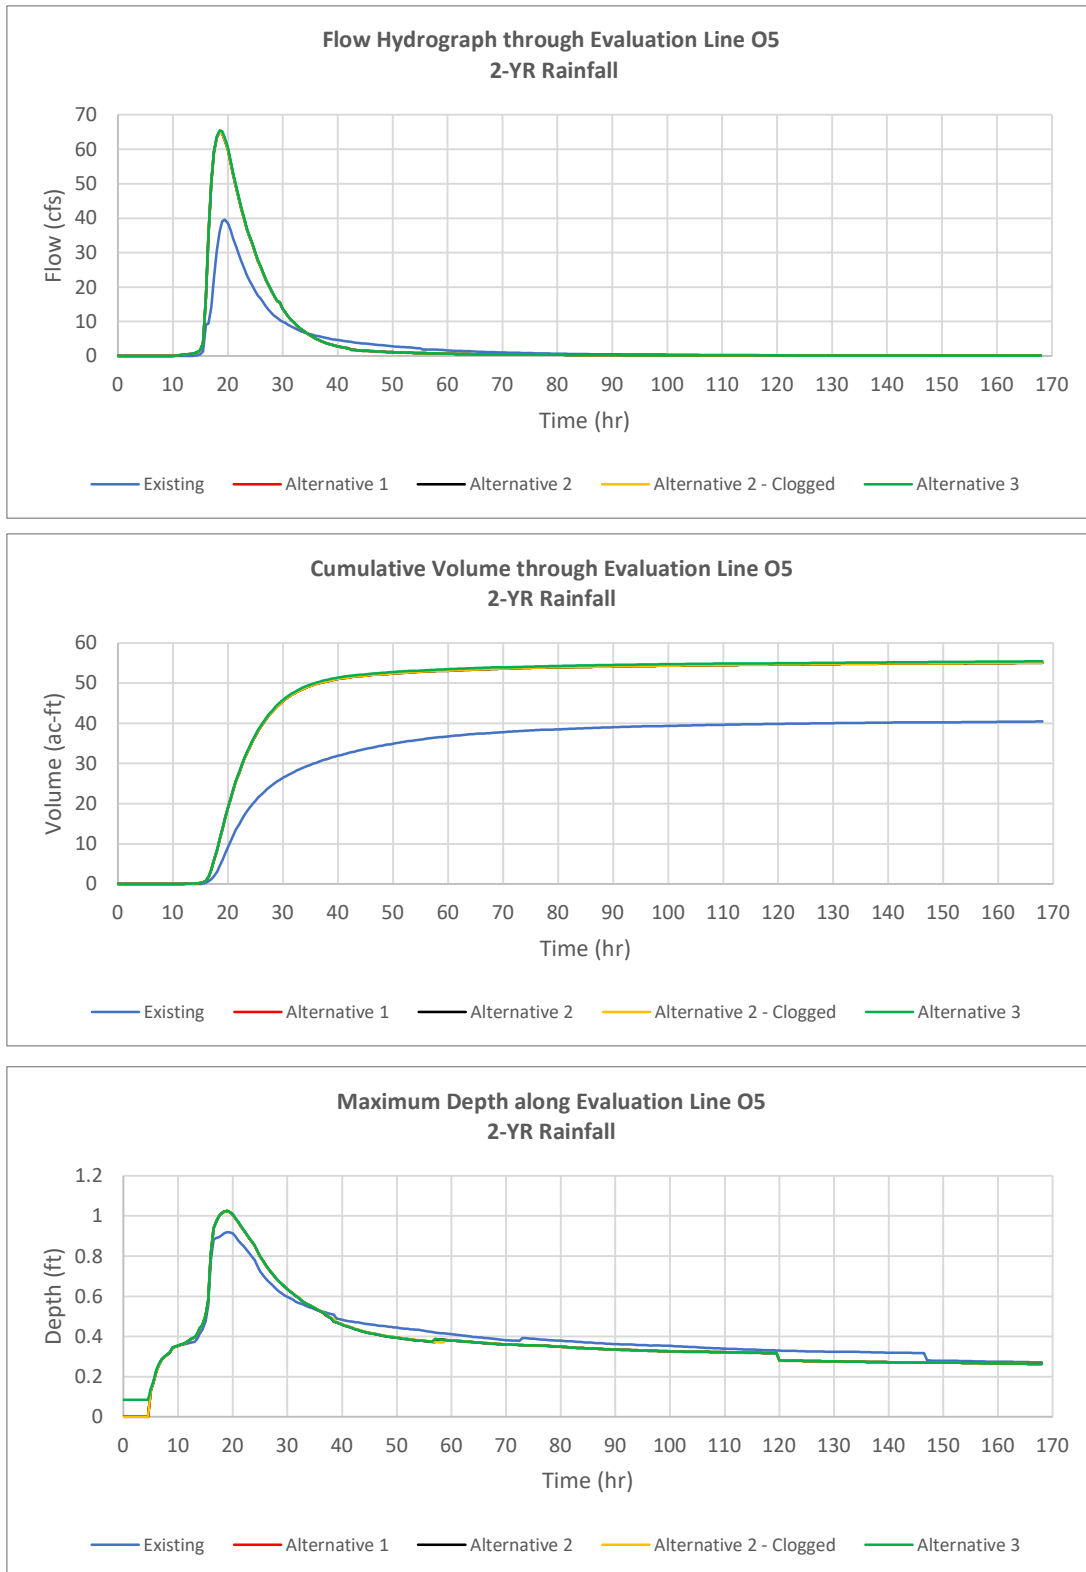 Flow Hydrograph through Evaluation Line O5
2-YR Rainfall
70
60
50
40
30
20
10
0
Flow (cfs)
0 10 20 30 40 50 60 70 80 90 100 110 120 130 140 150 160 170
Time (hr)
Existing Alternative 1 Alternative 2 Alternative 2 - Clogged Alternative 3
Cumulative Volume through Evaluation Line O5
2-YR Rainfall
60
50
40
30
20
10
0
Volume (ac-ft)
0 10 20 30 40 50 60 70 80 90 100 110 120 130 140 150 160 170
Time (hr)
Existing Alternative 1 Alternative 2 Alternative 2 - Clogged Alternative 3
Maximum Depth along Evaluation Line O5
2-YR Rainfall
1.2
1
0.8
0.6
0.4
0.2
0
Depth (ft)
0 10 20 30 40 50 60 70 80 90 100 110 120 130 140 150 160 170
Time (hr)
Existing Alternative 1 Alternative 2 Alternative 2 - Clogged Alternative 3